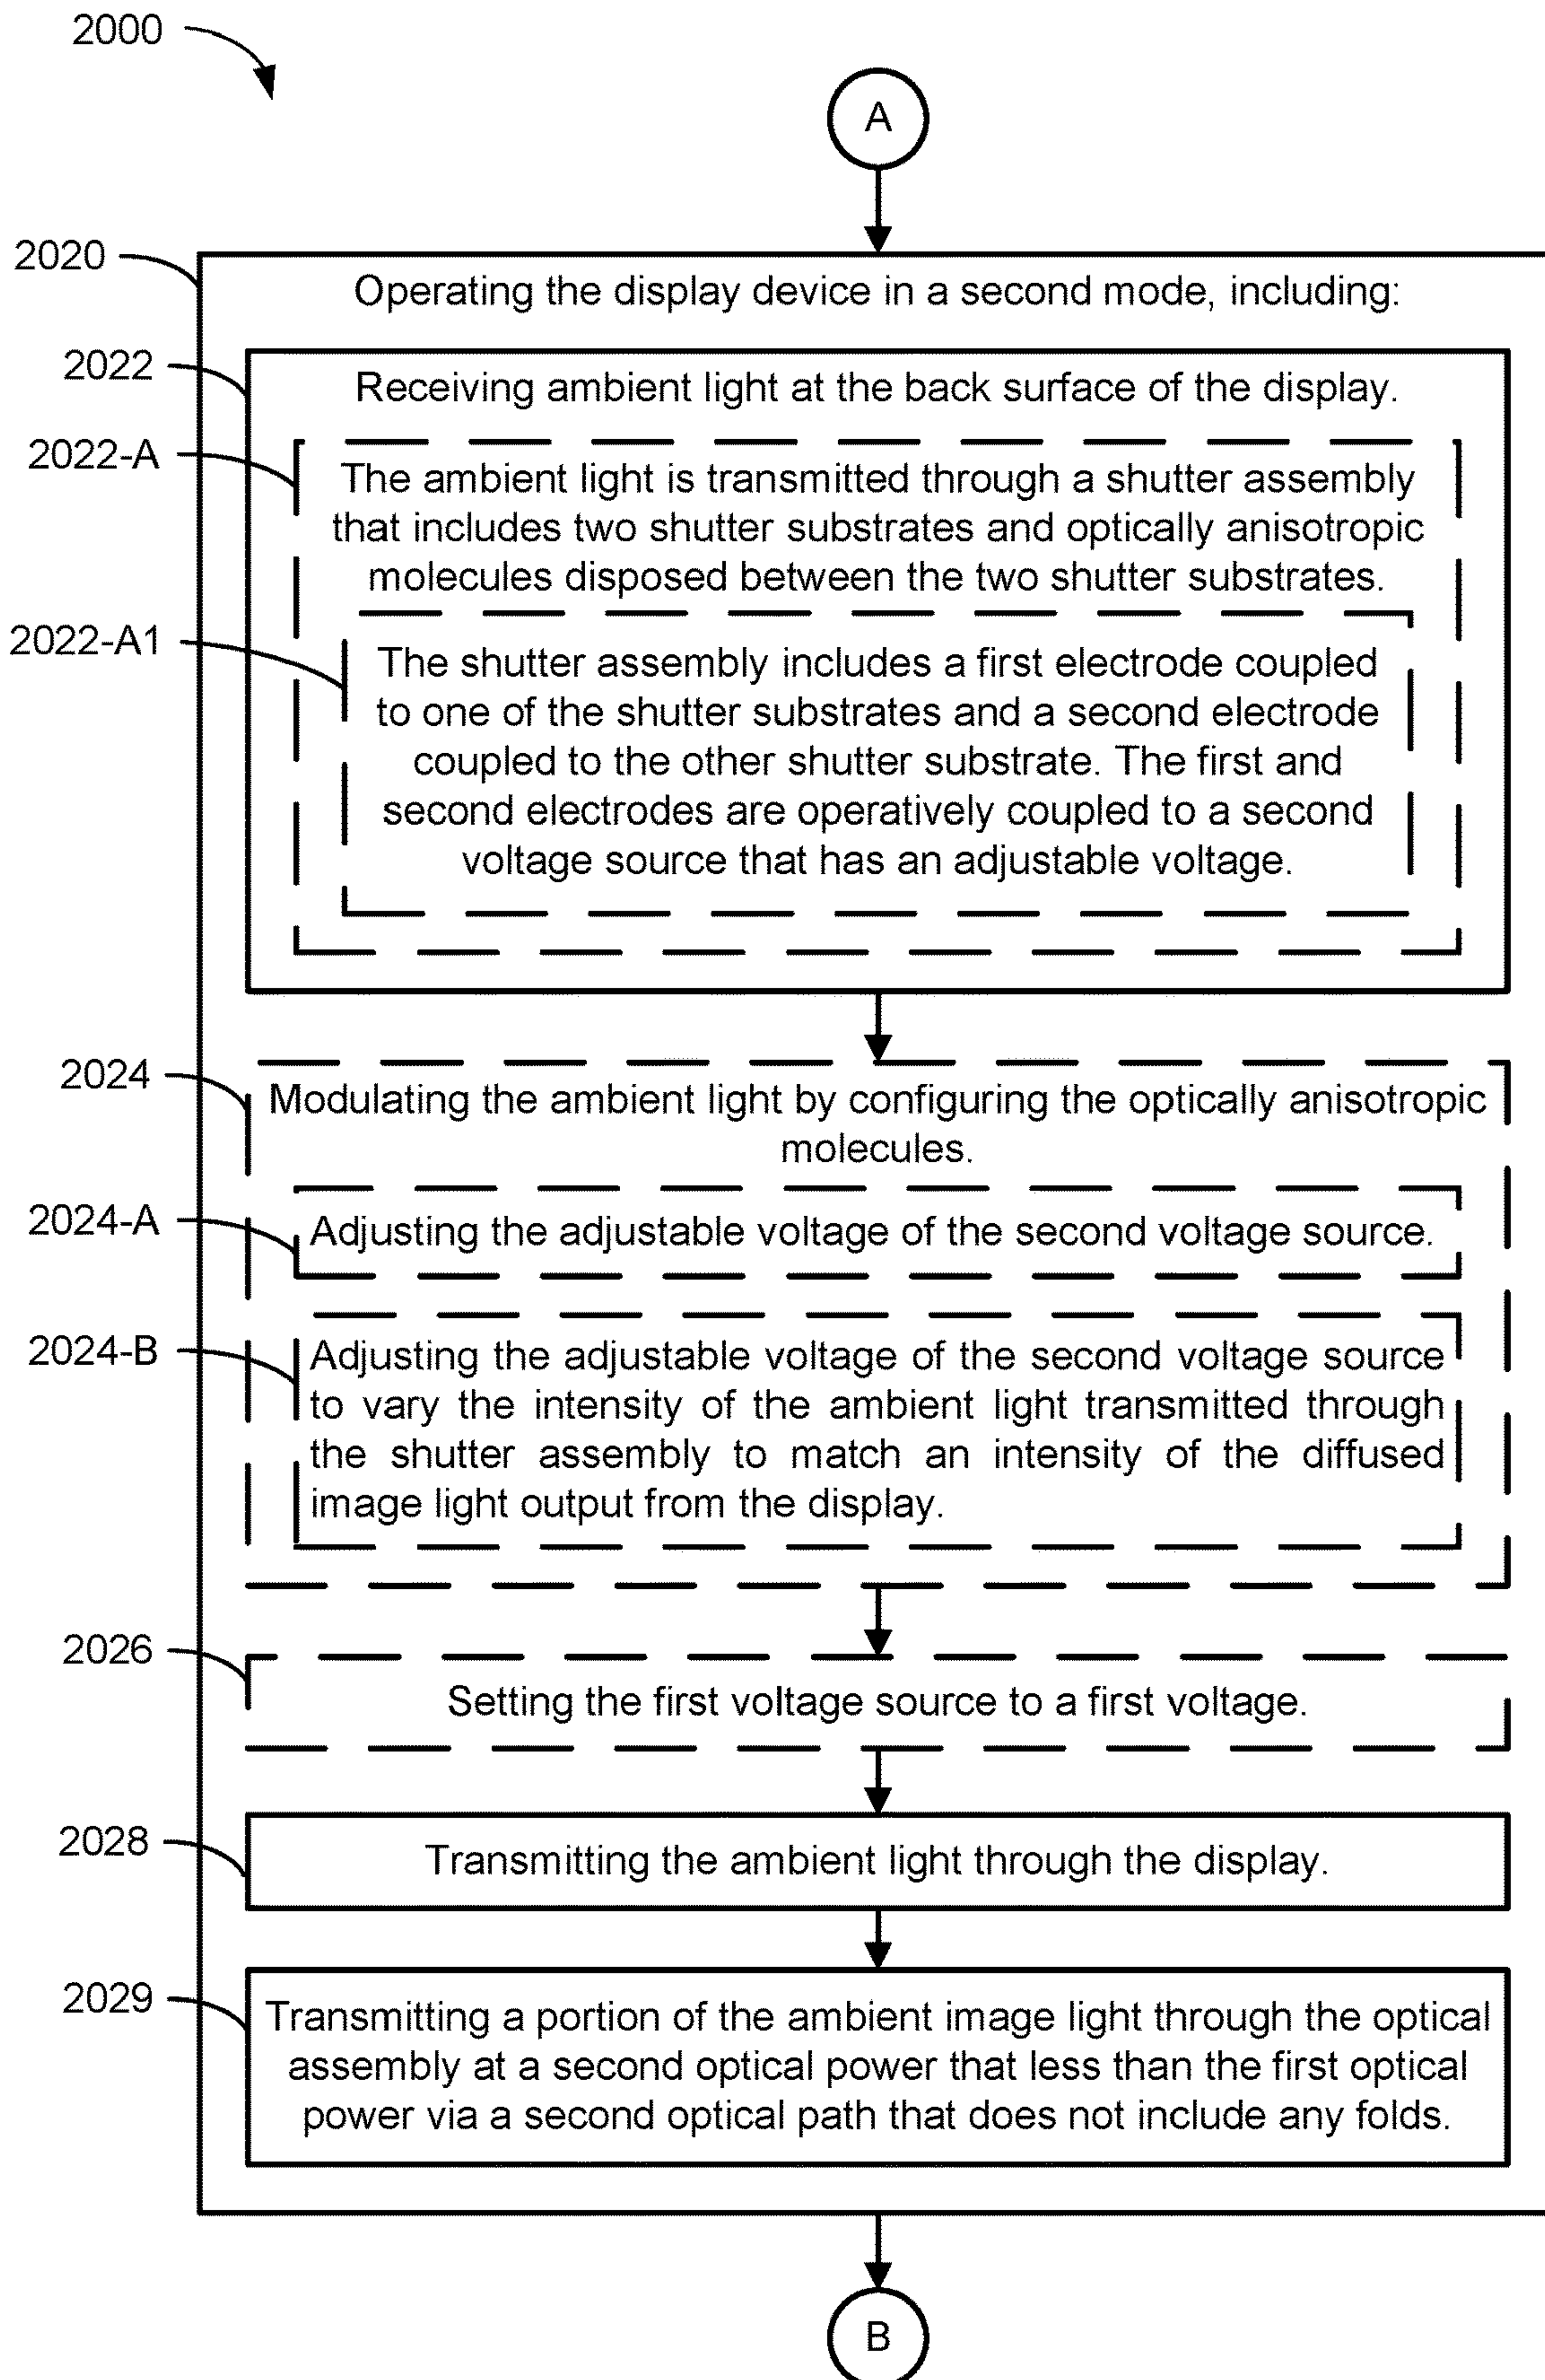 2000
A
2020
Operating the display device in a second mode, including:
2022
Receiving ambient light at the back surface of the display.
2022-A
The ambient light is transmitted through a shutter assembly
that includes two shutter substrates and optically anisotropic
molecules disposed between the two shutter substrates.
2022-A1
The shutter assembly includes a first electrode coupled
to one of the shutter substrates and a second electrode
coupled to the other shutter substrate. The first and
second electrodes are operatively coupled to a second
voltage source that has an adjustable voltage.
2024
Modulating the ambient light by configuring the optically anisotropic
molecules.
2024-A
Adjusting the adjustable voltage of the second voltage source.
2024-B
Adjusting the adjustable voltage of the second voltage source
to vary the intensity of the ambient light transmitted through
the shutter assembly to match an intensity of the diffused
image light output from the display.
2026
Setting the first voltage source to a first voltage.
2028
Transmitting the ambient light through the display.
2029
Transmitting a portion of the ambient image light through the optical
assembly at a second optical power that less than the first optical
power via a second optical path that does not include any folds.
B